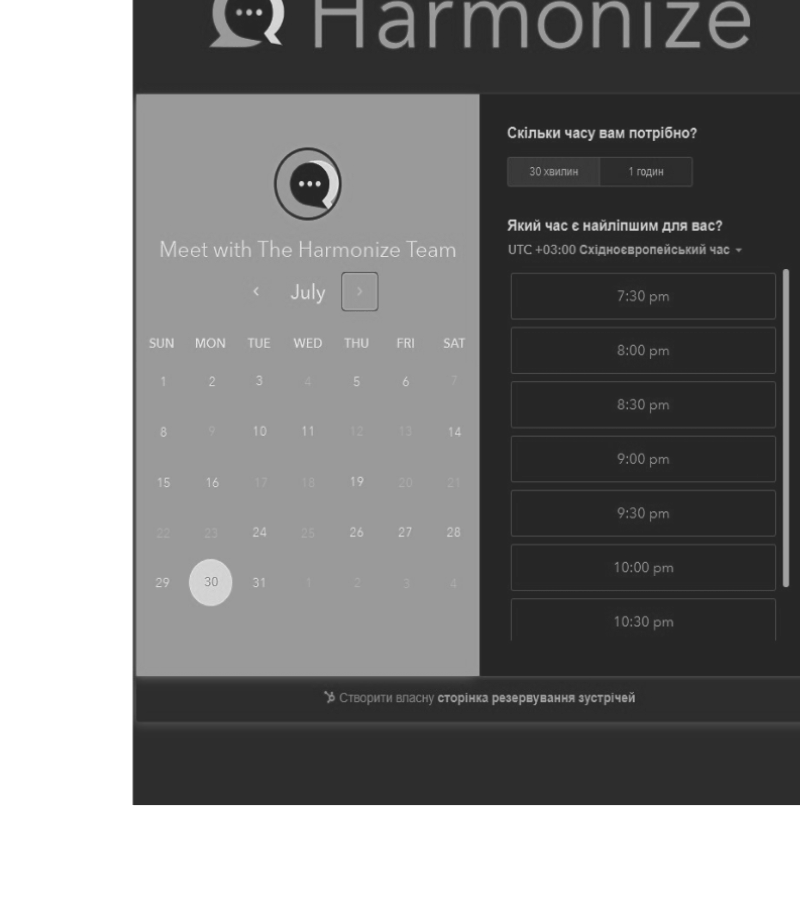 Harmonize
Meet with The Harmonize Team
‹ July ›
SUN MON TUE WED THU FRI SAT
1 2 3 4 5 6 7
8 9 10 11 12 13 14
15 16 17 18 19 20 21
22 23 24 25 26 27 28
29 30 31 1 2 3 4
Скільки часу вам потрібно?
30 хвилин 1 годин
Який час є найліпшим для вас?
UTC +03:00 Східноєвропейський час
7:30 pm
8:00 pm
8:30 pm
9:00 pm
9:30 pm
10:00 pm
10:30 pm
Створити власну сторінка резервування зустрічей